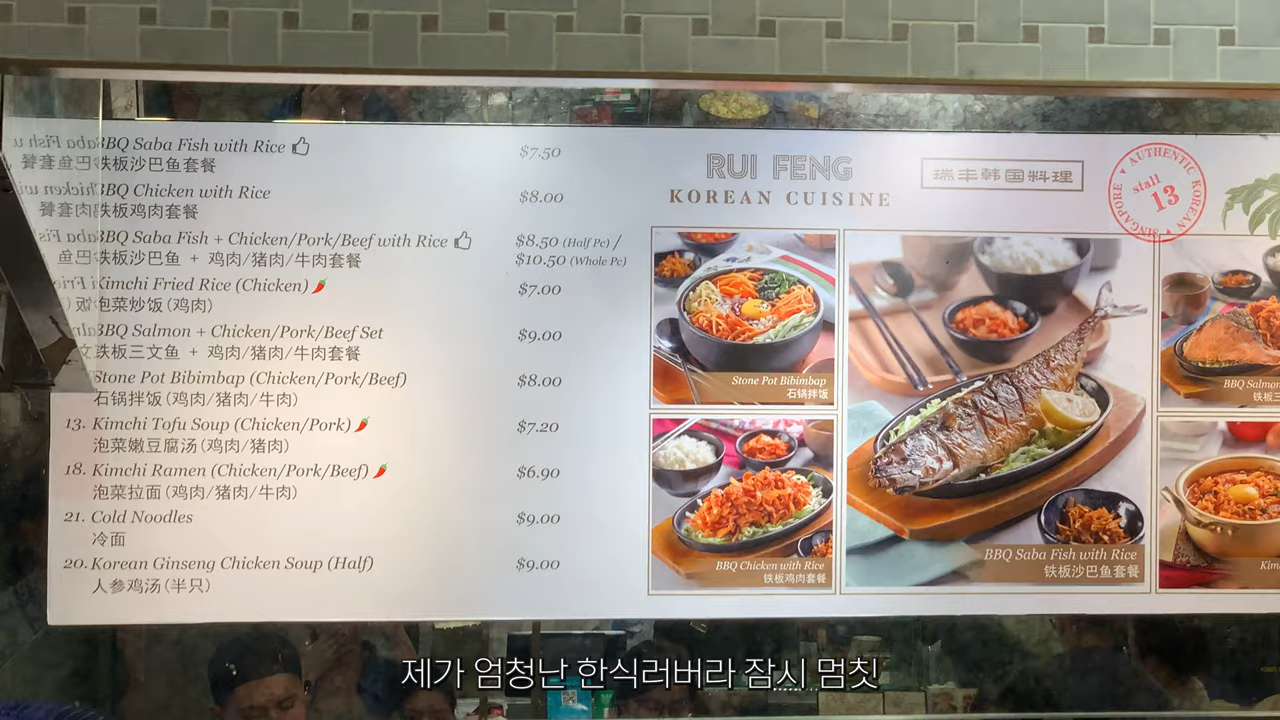 BBQ Saba Fish with Rice
铁板沙巴鱼套餐
$7.50
BBQ Chicken with Rice
铁板鸡肉套餐
$8.00
BBQ Saba Fish + Chicken/Pork/Beef with Rice
铁板沙巴鱼 + 鸡肉/猪肉/牛肉套餐
$8.50 (Half Pc) /
$10.50 (Whole Pc)
Kimchi Fried Rice (Chicken)
泡菜炒饭(鸡肉)
$7.00
BBQ Salmon + Chicken/Pork/Beef Set
铁板三文鱼 + 鸡肉/猪肉/牛肉套餐
$9.00
Stone Pot Bibimbap (Chicken/Pork/Beef)
石锅拌饭(鸡肉/猪肉/牛肉)
$8.00
13. Kimchi Tofu Soup (Chicken/Pork)
泡菜嫩豆腐汤(鸡肉/猪肉)
$7.20
18. Kimchi Ramen (Chicken/Pork/Beef)
泡菜拉面(鸡肉/猪肉/牛肉)
$6.90
21. Cold Noodles
冷面
$9.00
20. Korean Ginseng Chicken Soup (Half)
人参鸡汤(半只)
$9.00
RUI FENG
KOREAN CUISINE
瑞丰韩国料理
AUTHENTIC KOREAN SINGAPORE
stall
13
Stone Pot Bibimbap
石锅拌饭
BBQ Chicken with Rice
铁板鸡肉套餐
BBQ Saba Fish with Rice
铁板沙巴鱼套餐
BBQ Salmon
铁板三
제가 엄청난 한식러버라 잠시 멈칫